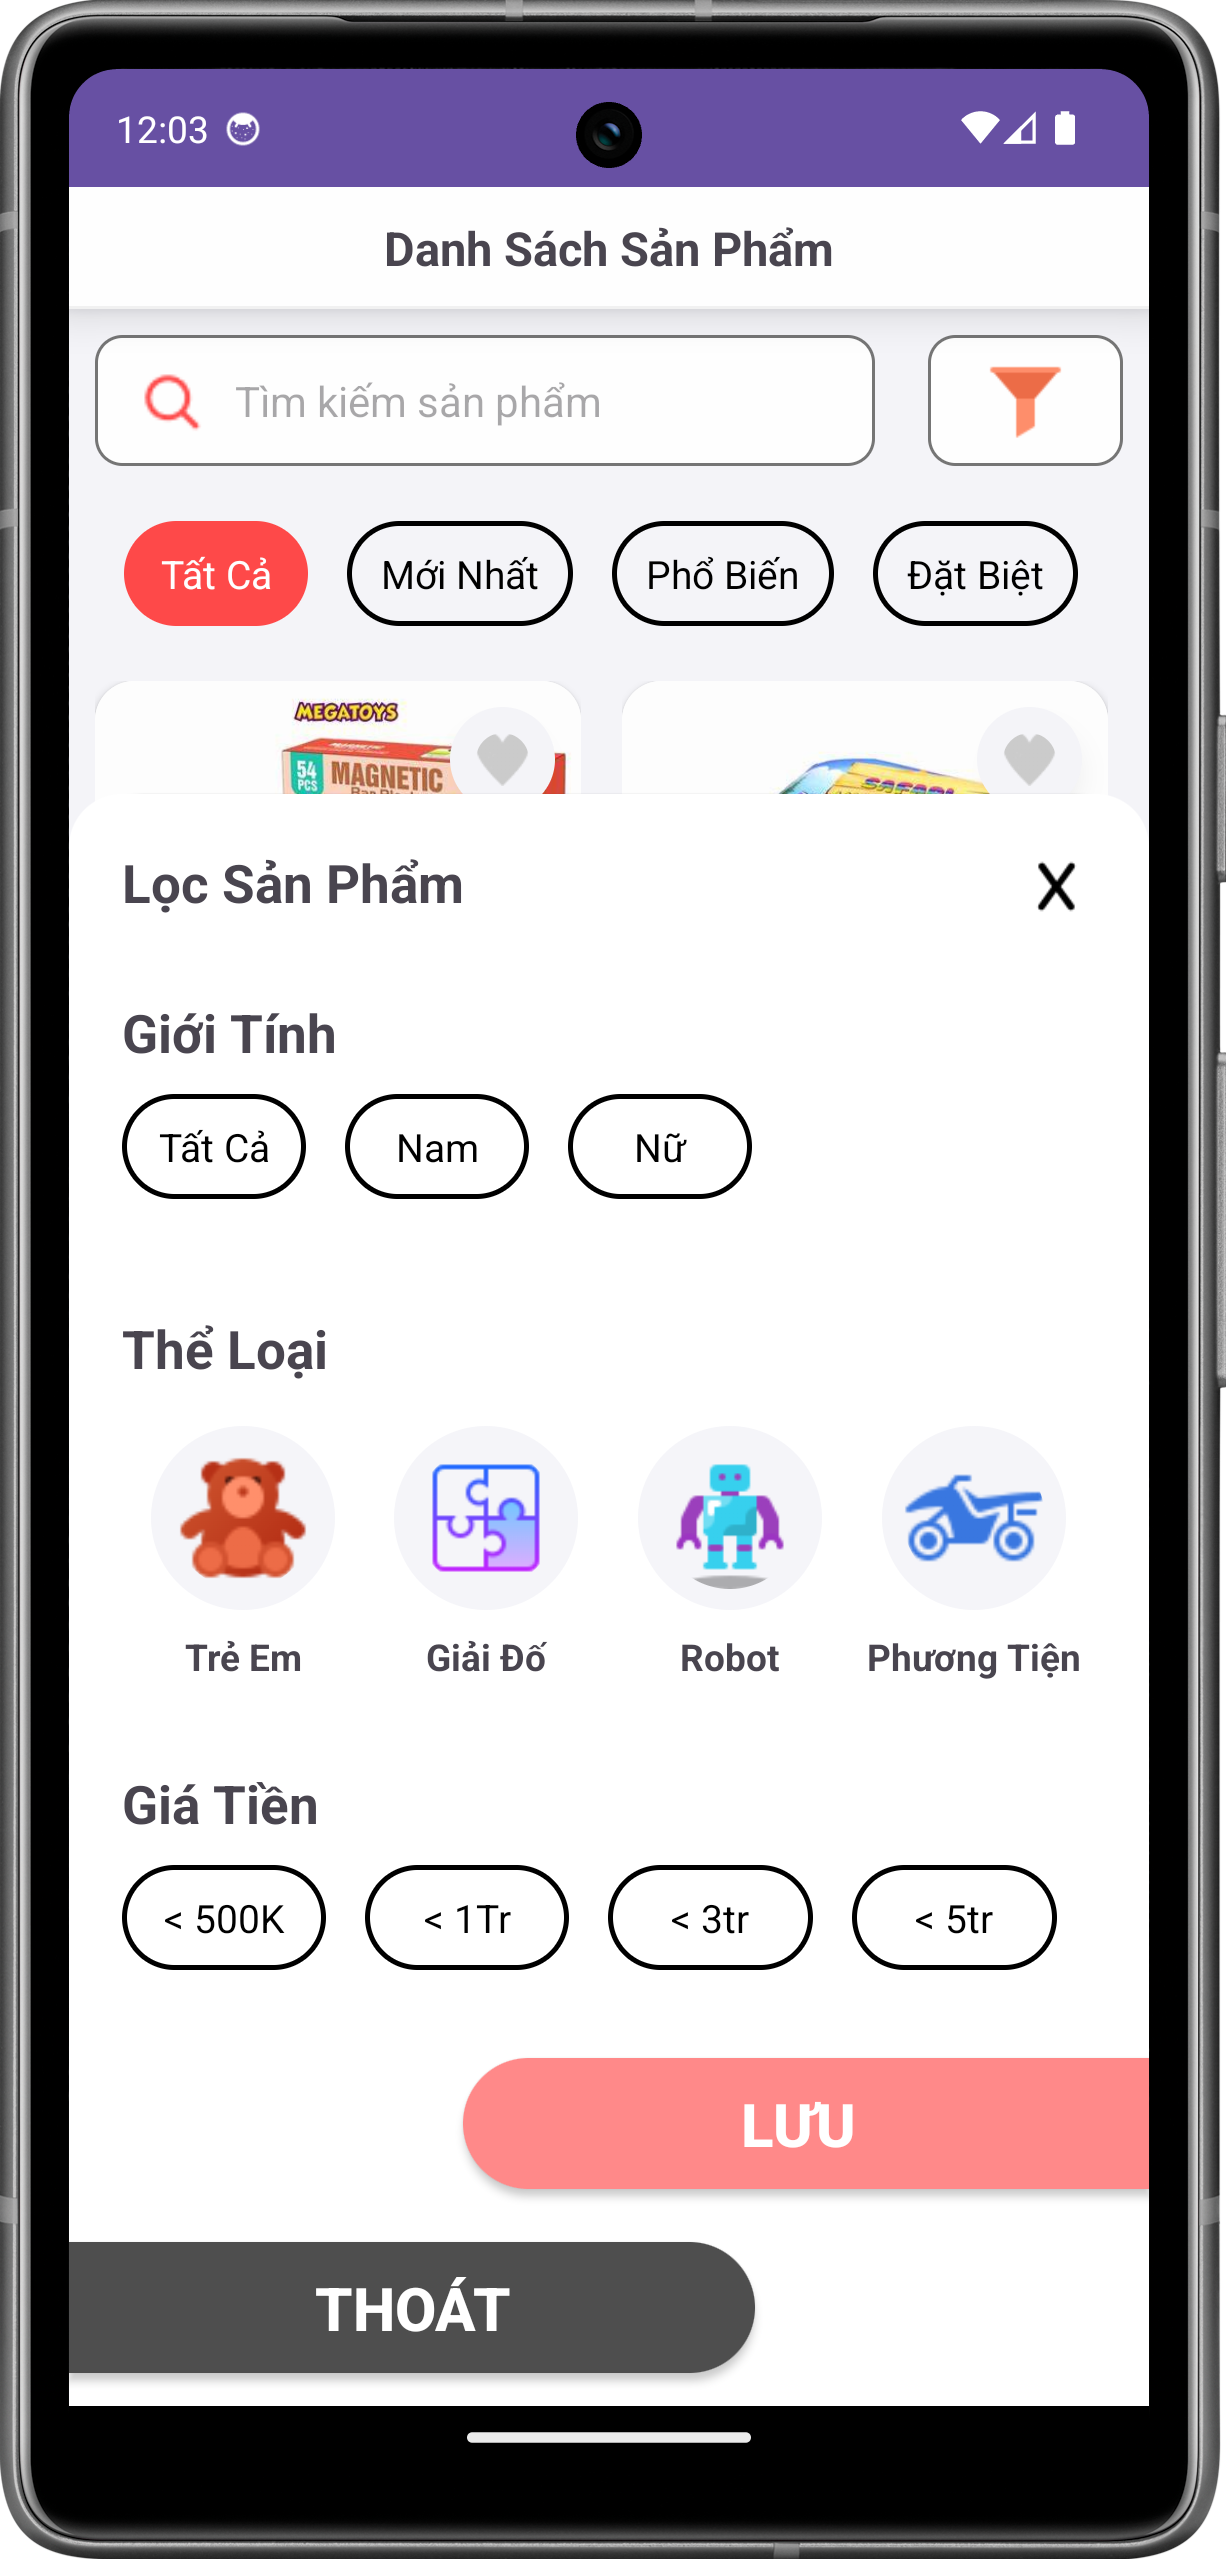 12:03
Danh Sách Sản Phẩm
Tìm kiếm sản phẩm
Tất Cả Mới Nhất Phổ Biến Đặt Biệt
MEGATOYS
54 PCS MAGNETIC
SAFARI
Lọc Sản Phẩm X
Giới Tính
Tất Cả Nam Nữ
Thể Loại
Trẻ Em Giải Đố Robot Phương Tiện
Giá Tiền
< 500K < 1Tr < 3tr < 5tr
LƯU
THOÁT